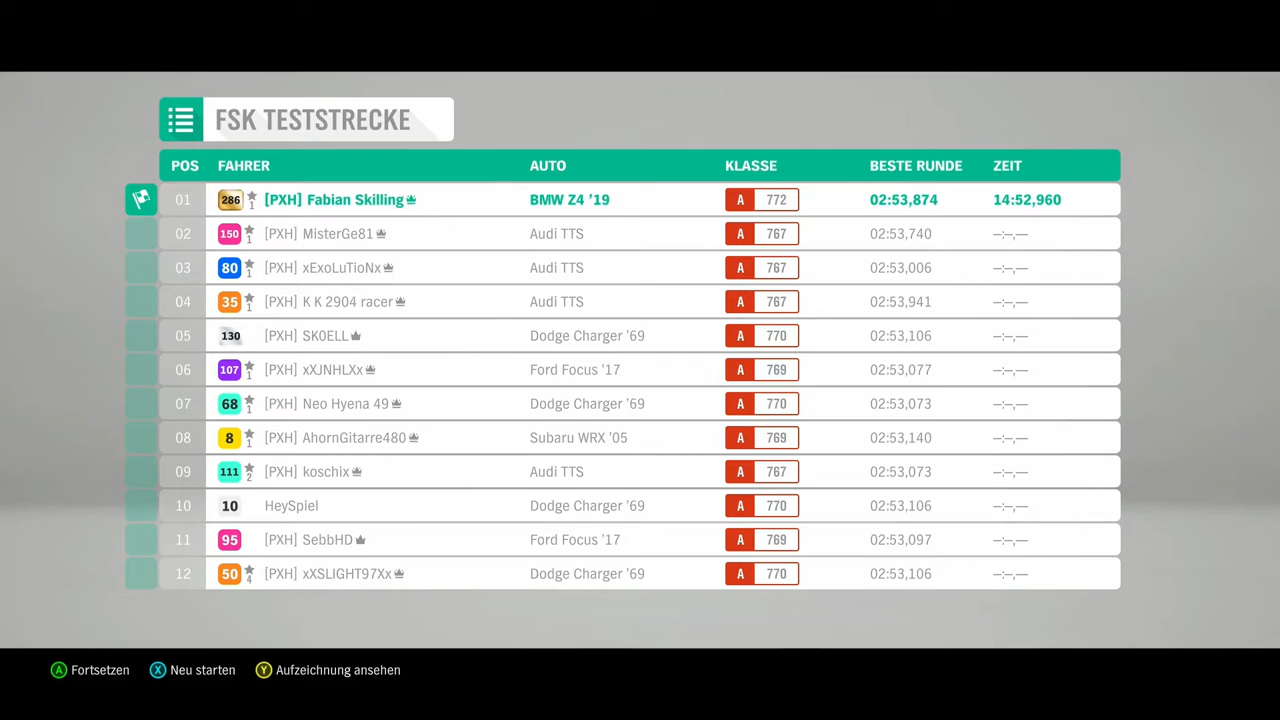 FSK TESTSTRECKE
POS FAHRER AUTO KLASSE BESTE RUNDE ZEIT
01 286 1 [PXH] Fabian Skilling BMW Z4 '19 A 772 02:53,874 14:52,960
02 150 1 [PXH] MisterGe81 Audi TTS A 767 02:53,740 --:--,---
03 80 1 [PXH] xExoLuTioNx Audi TTS A 767 02:53,006 --:--,---
04 35 1 [PXH] K K 2904 racer Audi TTS A 767 02:53,941 --:--,---
05 130 [PXH] SK0ELL Dodge Charger '69 A 770 02:53,106 --:--,---
06 107 1 [PXH] xXJNHLXx Ford Focus '17 A 769 02:53,077 --:--,---
07 68 1 [PXH] Neo Hyena 49 Dodge Charger '69 A 770 02:53,073 --:--,---
08 8 1 [PXH] AhornGitarre480 Subaru WRX '05 A 769 02:53,140 --:--,---
09 111 2 [PXH] koschix Audi TTS A 767 02:53,073 --:--,---
10 10 HeySpiel Dodge Charger '69 A 770 02:53,106 --:--,---
11 95 [PXH] SebbHD Ford Focus '17 A 769 02:53,097 --:--,---
12 50 4 [PXH] xXSLIGHT97Xx Dodge Charger '69 A 770 02:53,106 --:--,---
A Fortsetzen X Neu starten Y Aufzeichnung ansehen